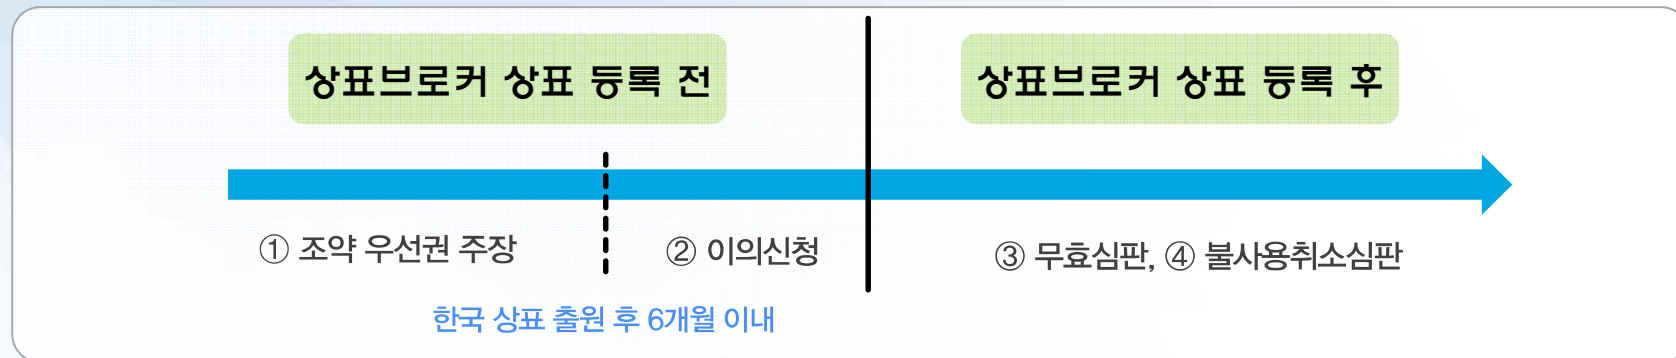 상표브로커 상표 등록 전
상표브로커 상표 등록 후
① 조약 우선권 주장
② 이의신청
③ 무효심판, ④ 불사용취소심판
한국 상표 출원 후 6개월 이내